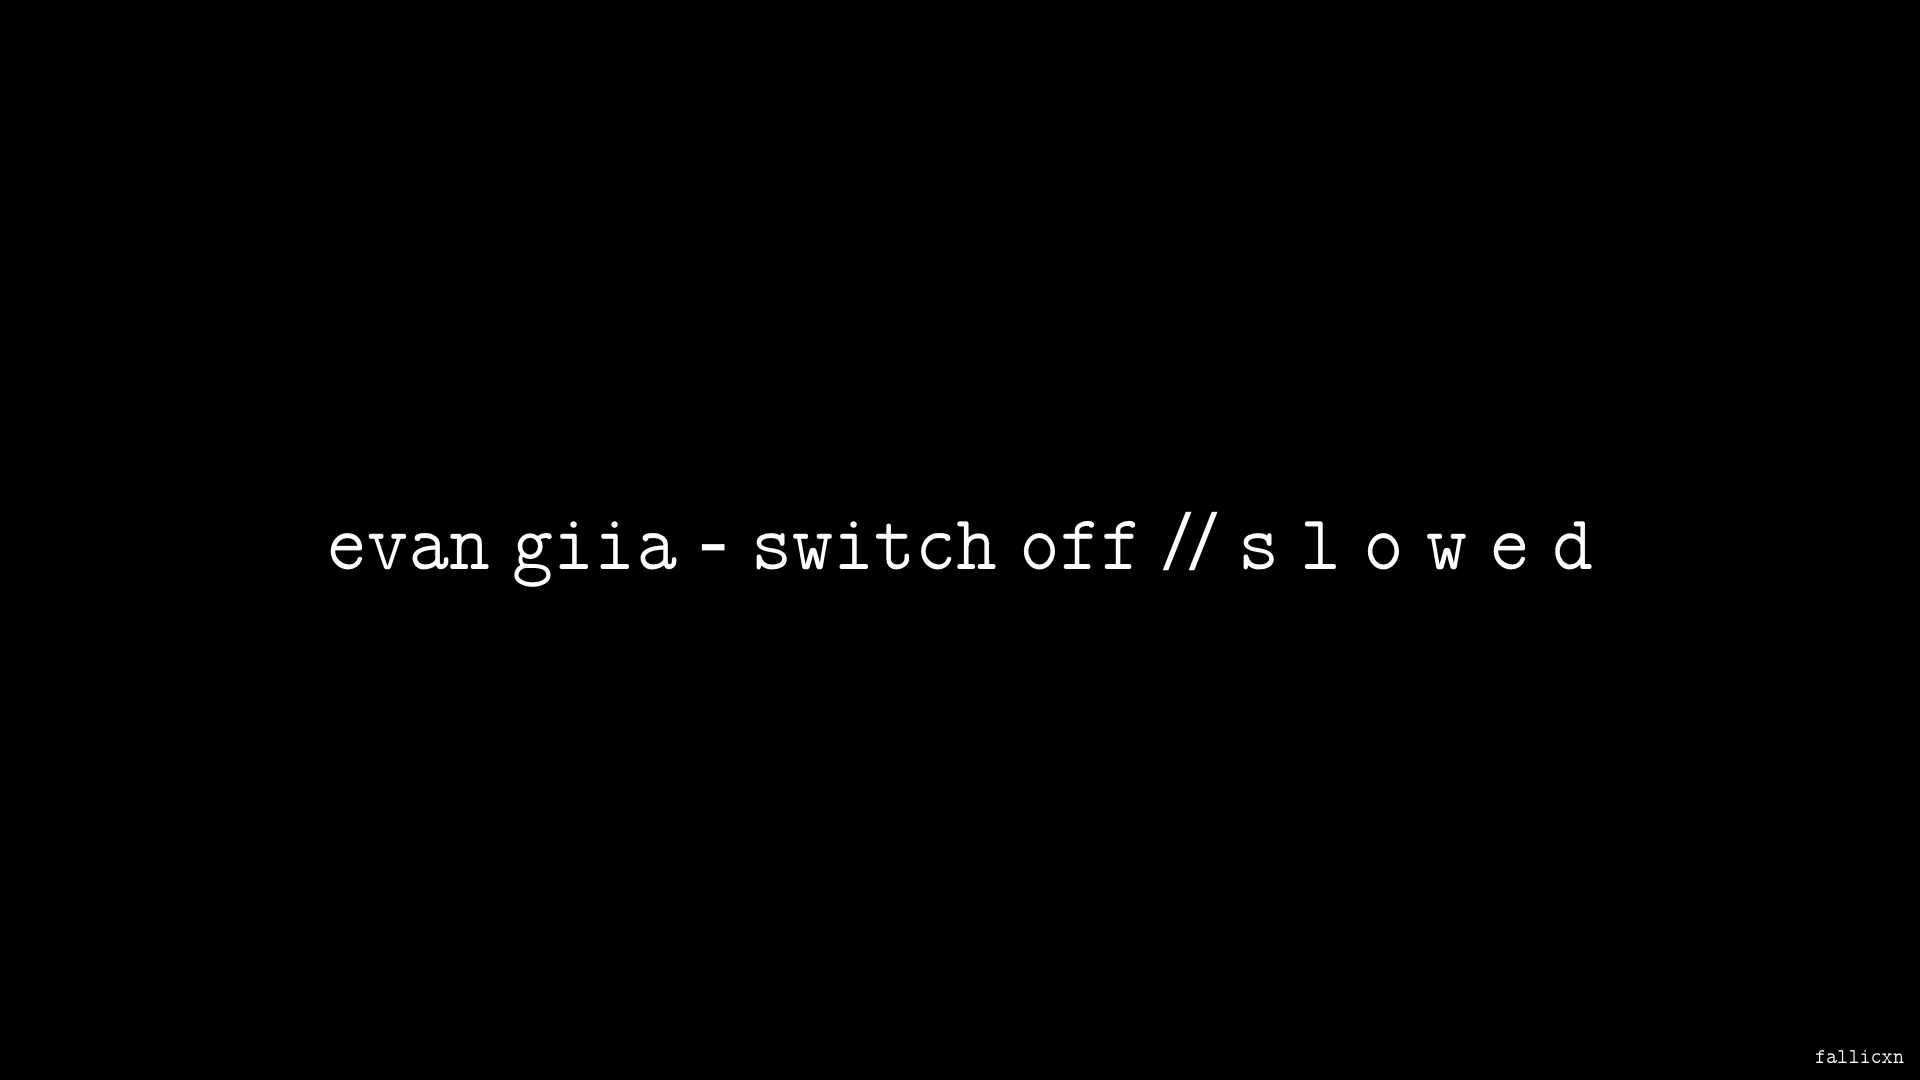 evan giia - switch off // s l o w e d
fallicxn